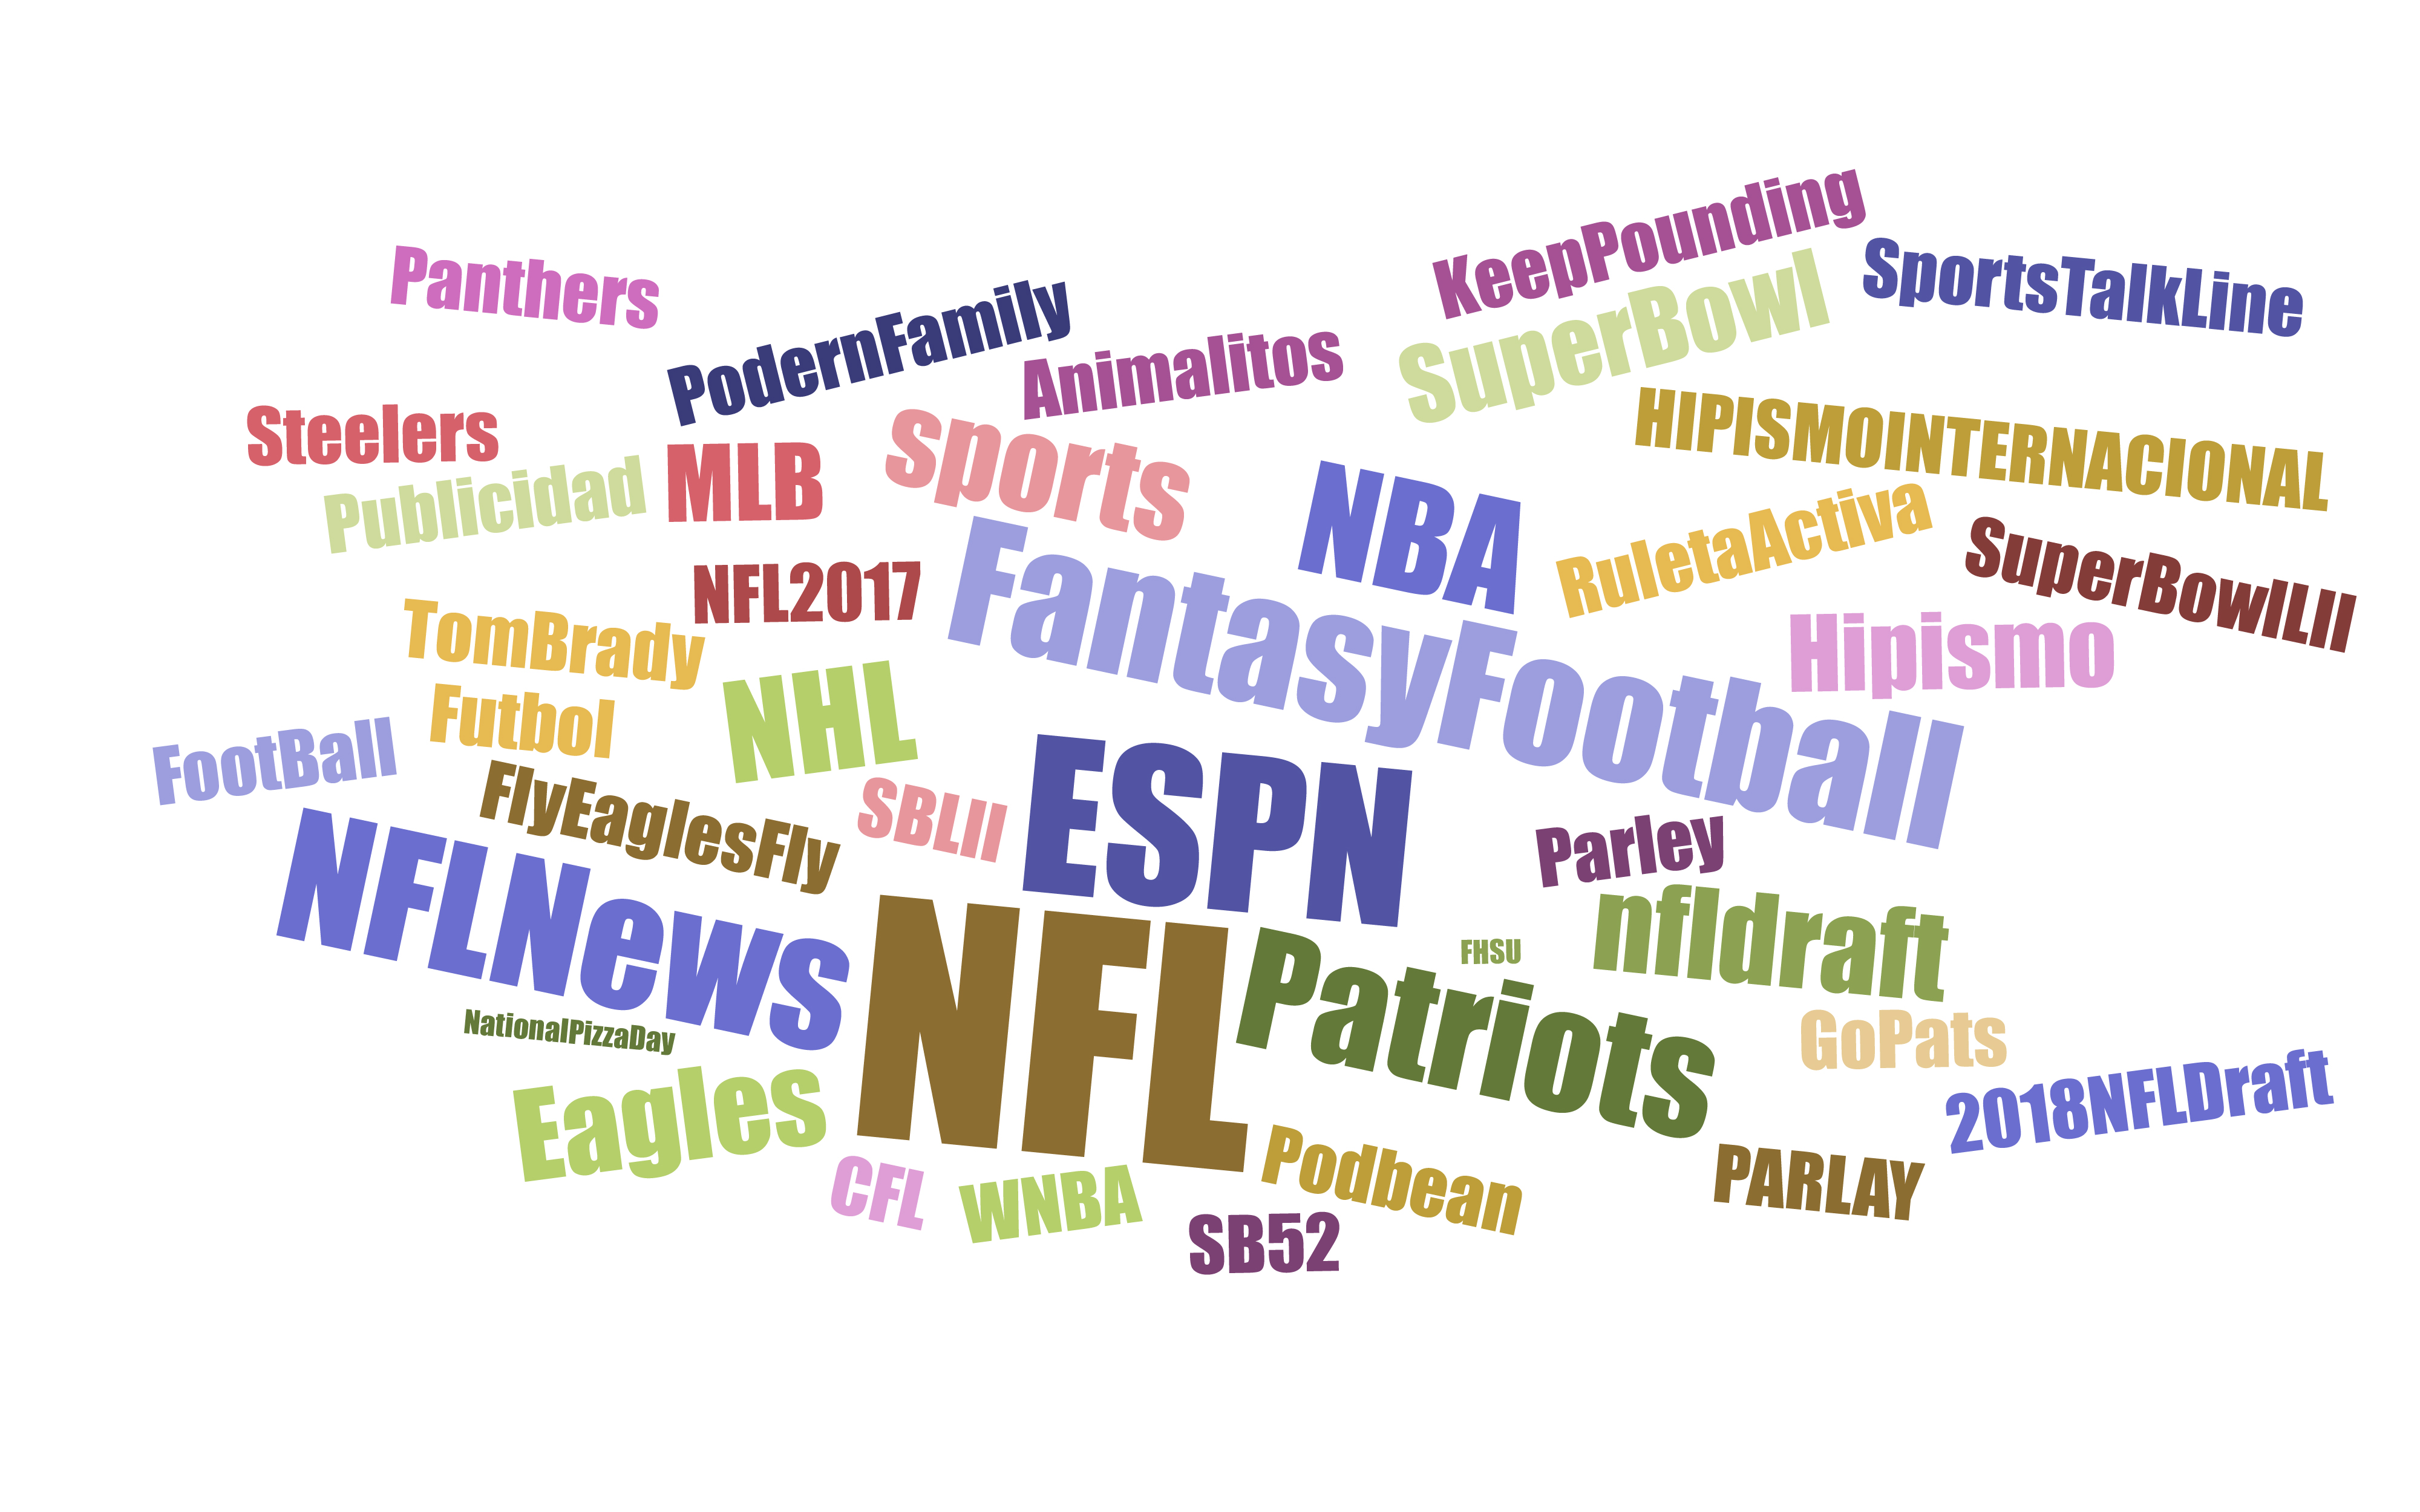 KeepPounding
Panthers
SportsTalkLine
PodernFamily
SuperBowl
Animalitos
Steelers
HIPISMOINTERNACIONAL
Sports
MLB
Publicidad
NBA
RuletaActiva
SuperBowlLII
NFL2017
FantasyFootball
TomBrady
Hipismo
NHL
Futbol
FootBall
FlyEaglesFly
SBLII
ESPN
Parley
NFLNews
nfldraft
FHSU
NFL
Patriots
NationalPizzaDay
GoPats
Eagles
2018NFLDraft
Podbean
PARLAY
CFL
WNBA
SB52